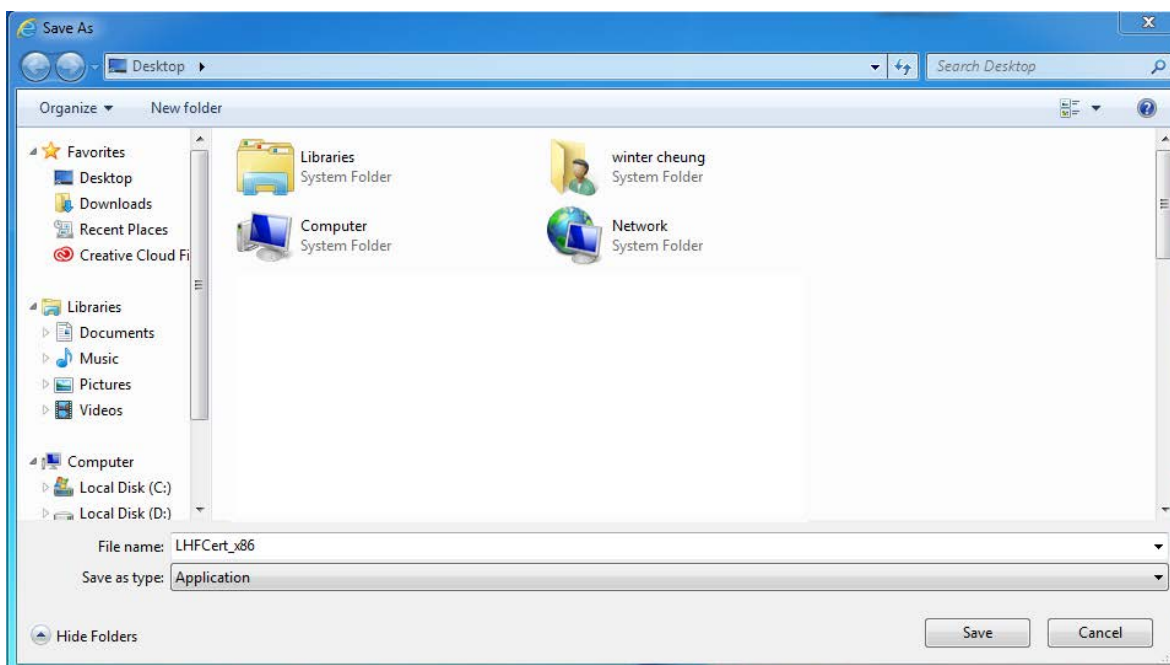 Save As
Desktop
Search Desktop
Organize
New folder
Favorites
Desktop
Downloads
Recent Places
Creative Cloud Fi
Libraries
Documents
Music
Pictures
Videos
Computer
Local Disk (C:)
Local Disk (D:)
Libraries
System Folder
winter cheung
System Folder
Computer
System Folder
Network
System Folder
File name: LHFCert_x86
Save as type: Application
Hide Folders
Save
Cancel